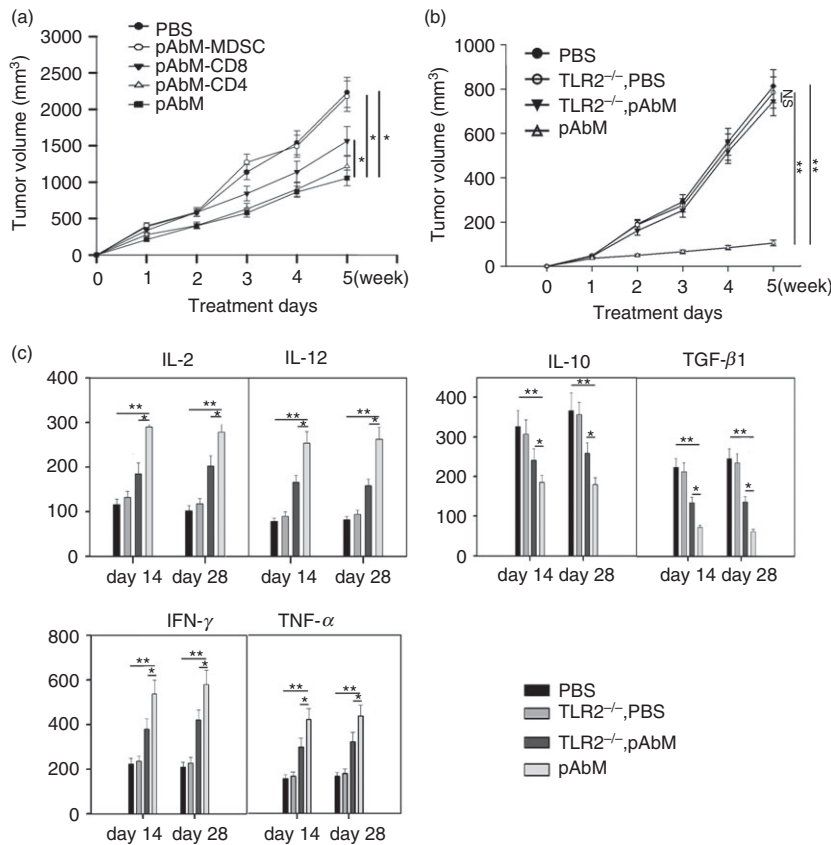 (a)
PBS
pAbM-MDSC
pAbM-CD8
pAbM-CD4
pAbM
Tumor volume (mm³)
3000
2500
2000
1500
1000
500
0
* * *
0 1 2 3 4 5(week)
Treatment days
(b)
PBS
TLR2⁻/⁻,PBS
TLR2⁻/⁻,pAbM
pAbM
Tumor volume (mm³)
1000
800
600
400
200
0
NS
** **
0 1 2 3 4 5(week)
Treatment days
(c)
IL-2 IL-12
400
300
200
100
0
** * ** * ** * ** *
day 14 day 28 day 14 day 28
IL-10 TGF-β1
400
300
200
100
0
** * ** * ** * ** *
day 14 day 28 day 14 day 28
IFN-γ TNF-α
800
600
400
200
0
** * ** * ** * ** *
day 14 day 28 day 14 day 28
PBS
TLR2⁻/⁻,PBS
TLR2⁻/⁻,pAbM
pAbM